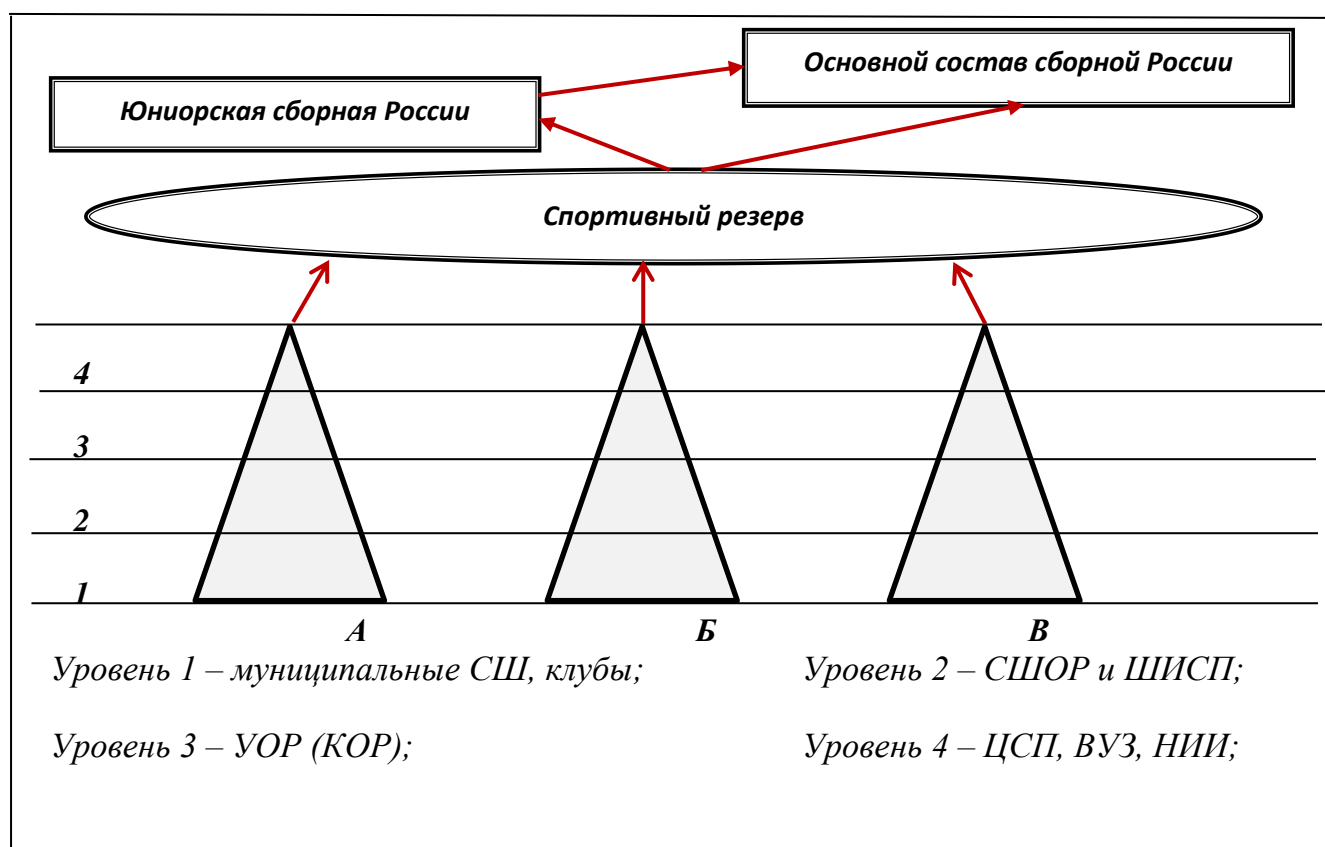 Основной состав сборной России
Юниорская сборная России
Спортивный резерв
4
3
2
1
А Б В
Уровень 1 – муниципальные СШ, клубы; Уровень 2 – СШОР и ШИСП;
Уровень 3 – УОР (КОР); Уровень 4 – ЦСП, ВУЗ, НИИ;